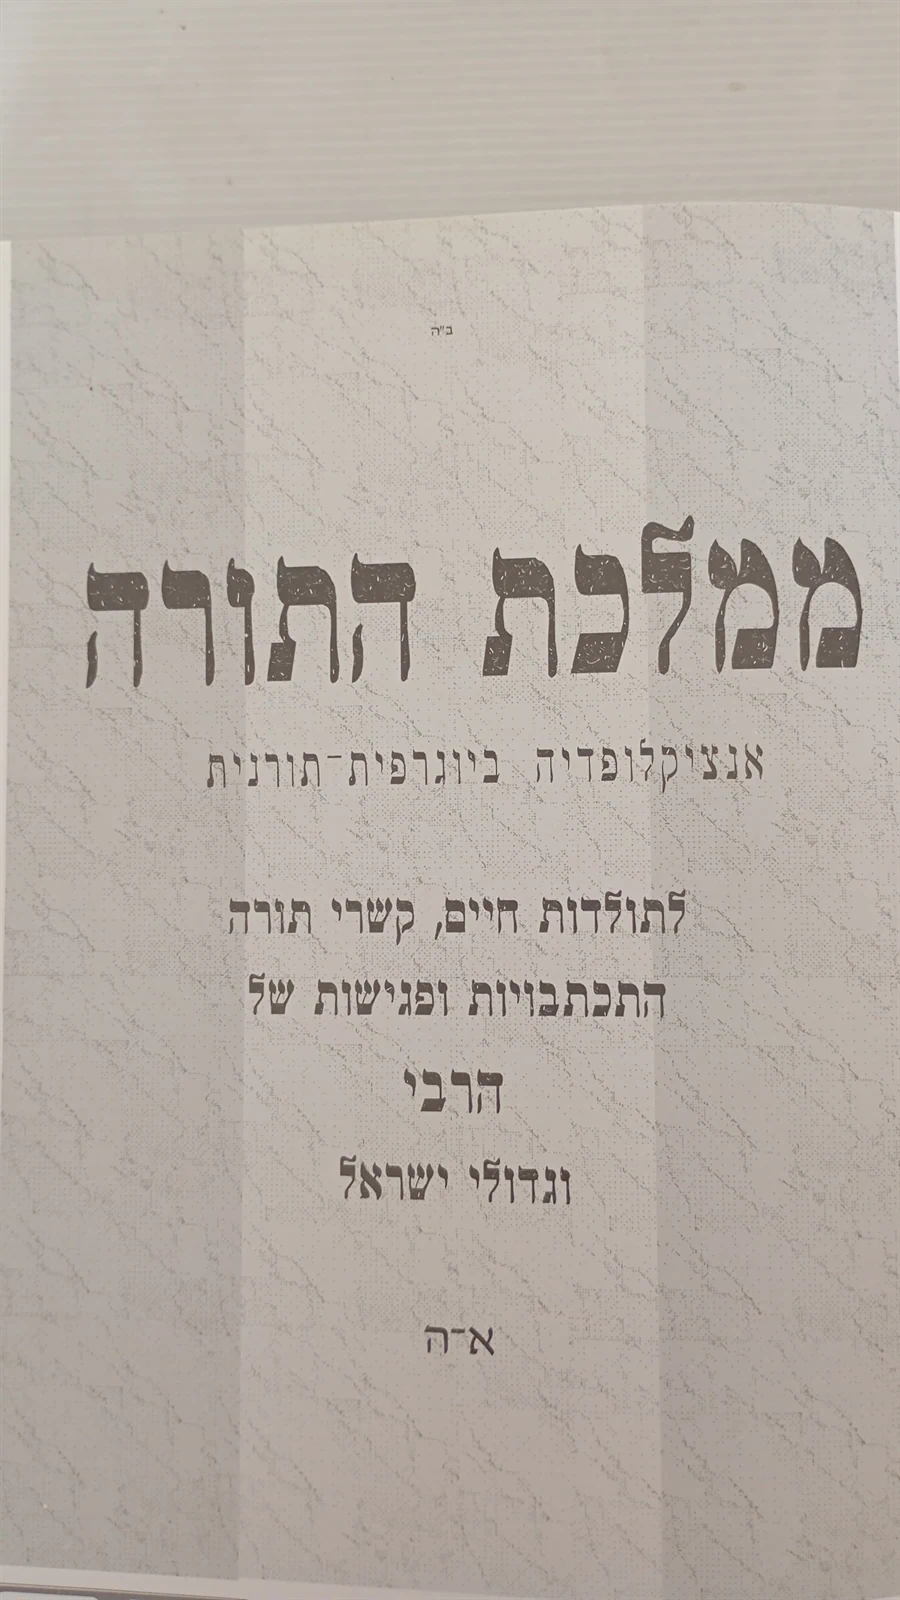 ב"ה
ממלכת התורה
אנציקלופדיה ביוגרפית-תורנית
לתולדות חיים, קשרי תורה
התכתבויות ופגישות של
הרבי
וגדולי ישראל
א-ה